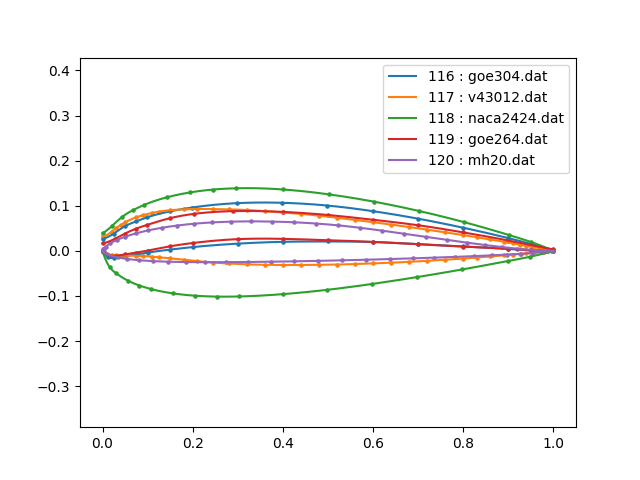 116 : goe304.dat
117 : v43012.dat
118 : naca2424.dat
119 : goe264.dat
120 : mh20.dat
0.4
0.3
0.2
0.1
0.0
−0.1
−0.2
−0.3
0.0 0.2 0.4 0.6 0.8 1.0